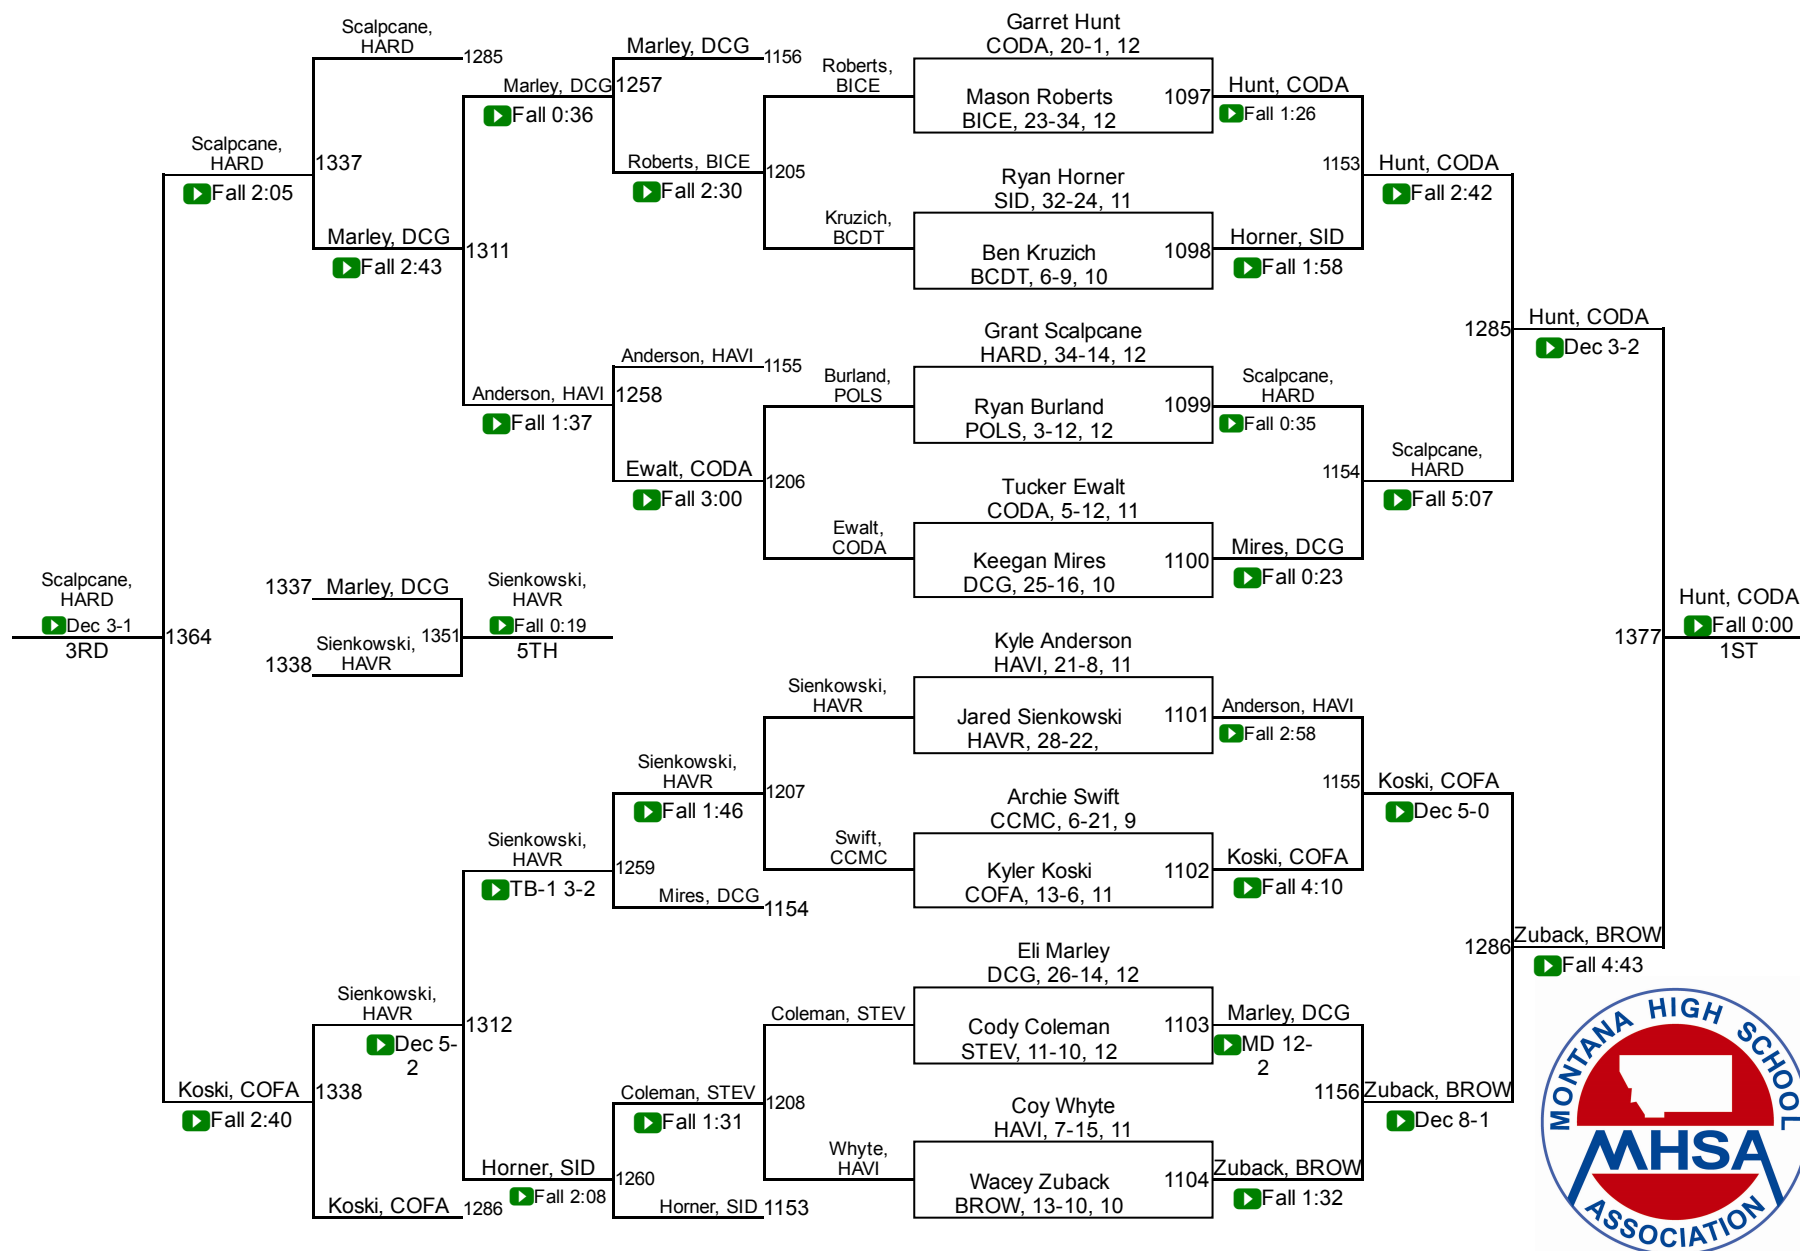 Scalpcane,
HARD
1285
Marley, DCG
1156
Garret Hunt
CODA, 20-1, 12
Roberts,
BICE
Marley, DCG
1257
Fall 0:36
Mason Roberts
BICE, 23-34, 12
1097
Hunt, CODA
Fall 1:26
Scalpcane,
HARD
1337
Fall 2:05
Roberts, BICE
1205
Fall 2:30
Ryan Horner
SID, 32-24, 11
1153
Hunt, CODA
Fall 2:42
Marley, DCG
1311
Fall 2:43
Kruzich,
BCDT
Ben Kruzich
BCDT, 6-9, 10
1098
Horner, SID
Fall 1:58
Grant Scalpcane
HARD, 34-14, 12
1285
Hunt, CODA
Dec 3-2
Anderson, HAVI
1155
Burland,
POLS
Anderson, HAVI
1258
Fall 1:37
Ryan Burland
POLS, 3-12, 12
1099
Scalpcane,
HARD
Fall 0:35
Ewalt, CODA
1206
Fall 3:00
Tucker Ewalt
CODA, 5-12, 11
1154
Scalpcane,
HARD
Fall 5:07
Ewalt,
CODA
Keegan Mires
DCG, 25-16, 10
1100
Mires, DCG
Fall 0:23
Scalpcane,
HARD
Dec 3-1
3RD
1364
1337
Marley, DCG
1338
Sienkowski,
HAVR
1351
Sienkowski,
HAVR
Fall 0:19
5TH
1377
Hunt, CODA
Fall 0:00
1ST
Kyle Anderson
HAVI, 21-8, 11
Sienkowski,
HAVR
Jared Sienkowski
HAVR, 28-22,
1101
Anderson, HAVI
Fall 2:58
Sienkowski,
HAVR
1207
Fall 1:46
Archie Swift
CCMC, 6-21, 9
1155
Koski, COFA
Dec 5-0
Sienkowski,
HAVR
1259
TB-1 3-2
Mires, DCG
1154
Swift,
CCMC
Kyler Koski
COFA, 13-6, 11
1102
Koski, COFA
Fall 4:10
Eli Marley
DCG, 26-14, 12
1286
Zuback, BROW
Fall 4:43
Sienkowski,
HAVR
1312
Dec 5-
2
Coleman, STEV
Cody Coleman
STEV, 11-10, 12
1103
Marley, DCG
MD 12-
2
Koski, COFA
1338
Fall 2:40
Coleman, STEV
1208
Fall 1:31
Coy Whyte
HAVI, 7-15, 11
1156
Zuback, BROW
Dec 8-1
Horner, SID
1260
Fall 2:08
Whyte,
HAVI
Wacey Zuback
BROW, 13-10, 10
1104
Zuback, BROW
Fall 1:32
Koski, COFA
1286
Horner, SID
1153
MONTANA HIGH SCHOOL
MHSA
ASSOCIATION